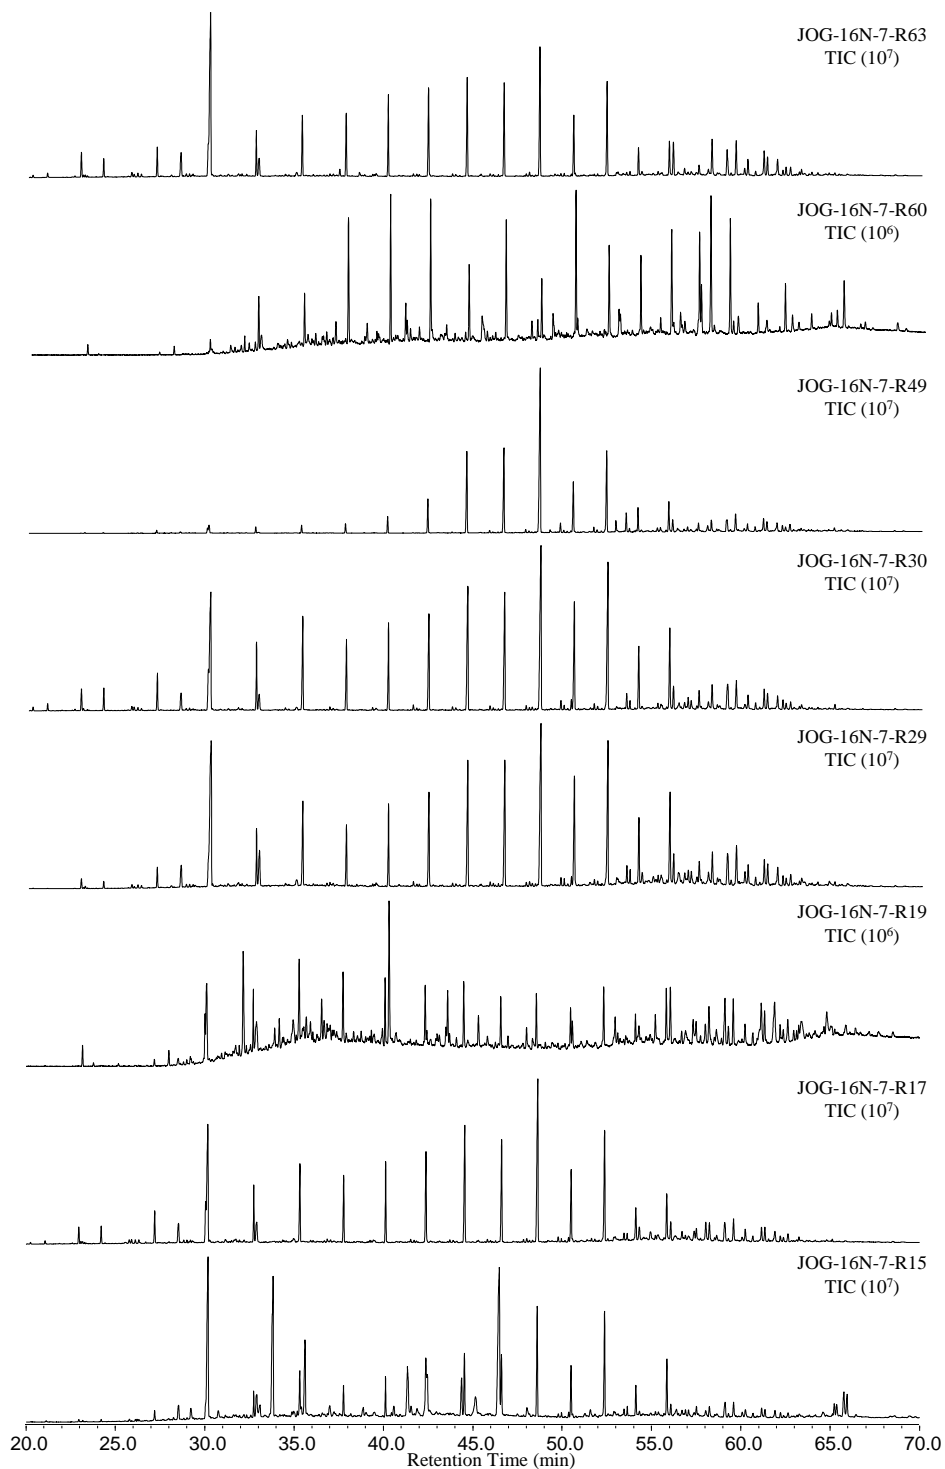 JOG-16N-7-R63
TIC (10⁷)
JOG-16N-7-R60
TIC (10⁶)
JOG-16N-7-R49
TIC (10⁷)
JOG-16N-7-R30
TIC (10⁷)
JOG-16N-7-R29
TIC (10⁷)
JOG-16N-7-R19
TIC (10⁶)
JOG-16N-7-R17
TIC (10⁷)
JOG-16N-7-R15
TIC (10⁷)
20.0 30.0 35.0 40.0 45.0 50.0 55.0 60.0 65.0 70.0
Retention Time (min)